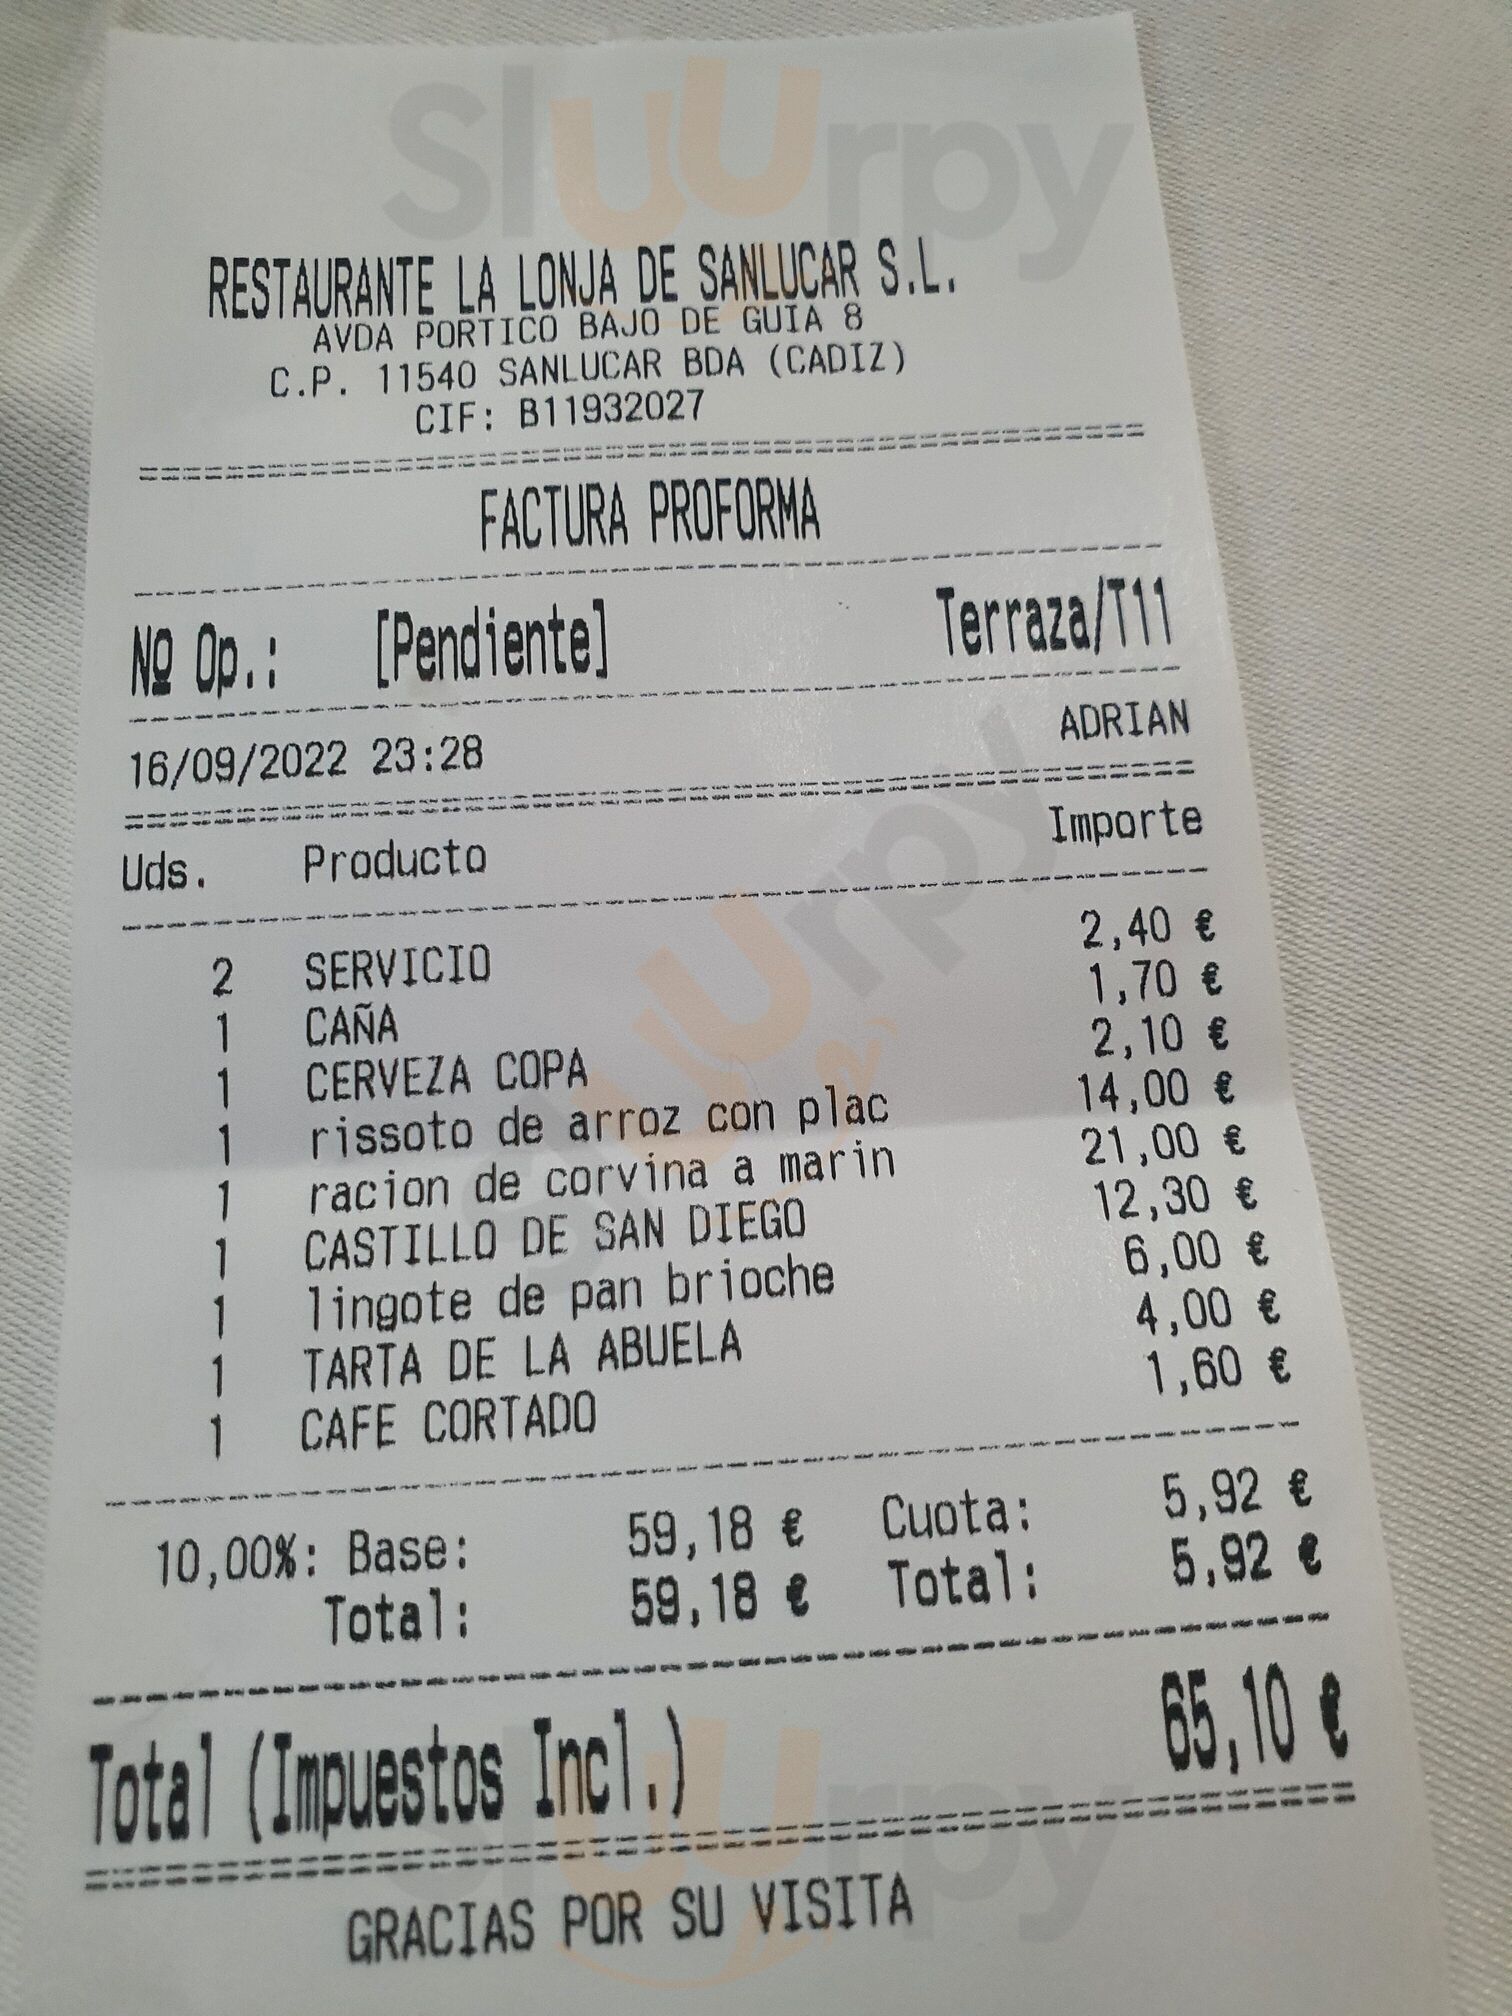 Sluurpy
RESTAURANTE LA LONJA DE SANLUCAR S.L.
AVDA PORTICO BAJO DE GUIA 8
C.P. 11540 SANLUCAR BDA (CADIZ)
CIF: B11932027
FACTURA PROFORMA
Nº Op.: [Pendiente] Terraza/T11
16/09/2022 23:28 ADRIAN
Uds. Producto Importe
2 SERVICIO 2,40 €
1 CAÑA 1,70 €
1 CERVEZA COPA 2,10 €
1 rissoto de arroz con plac 14,00 €
1 racion de corvina a marin 21,00 €
1 CASTILLO DE SAN DIEGO 12,30 €
1 lingote de pan brioche 6,00 €
1 TARTA DE LA ABUELA 4,00 €
1 CAFE CORTADO 1,60 €
10,00%: Base: 59,18 € Cuota: 5,92 €
Total: 59,18 € Total: 5,92 €
Total (Impuestos Incl.) 65,10 €
GRACIAS POR SU VISITA
Sluurpy
Sluurpy